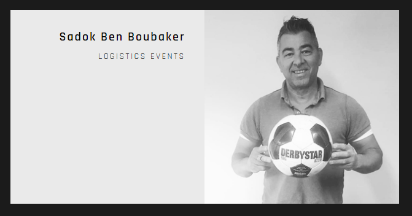 Sadok Ben Boubaker
LOGISTICS EVENTS
DERBYSTAR